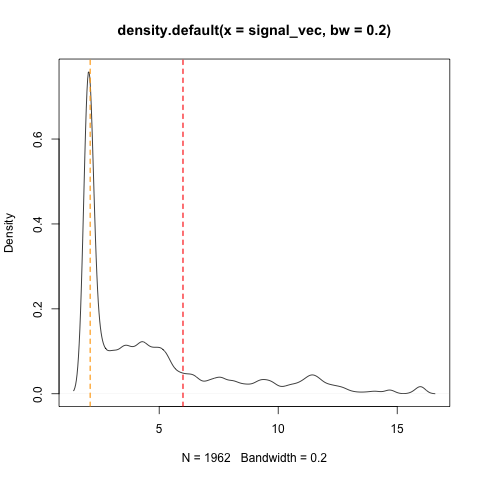 density.default(x = signal_vec, bw = 0.2)
Density
0.6
0.4
0.2
0.0
5 10 15
N = 1962 Bandwidth = 0.2